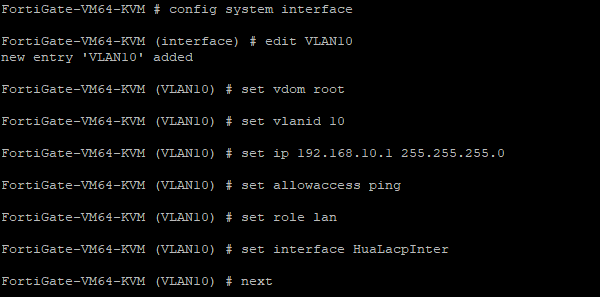 FortiGate-VM64-KVM # config system interface
FortiGate-VM64-KVM (interface) # edit VLAN10
new entry 'VLAN10' added
FortiGate-VM64-KVM (VLAN10) # set vdom root
FortiGate-VM64-KVM (VLAN10) # set vlanid 10
FortiGate-VM64-KVM (VLAN10) # set ip 192.168.10.1 255.255.255.0
FortiGate-VM64-KVM (VLAN10) # set allowaccess ping
FortiGate-VM64-KVM (VLAN10) # set role lan
FortiGate-VM64-KVM (VLAN10) # set interface HuaLacpInter
FortiGate-VM64-KVM (VLAN10) # next